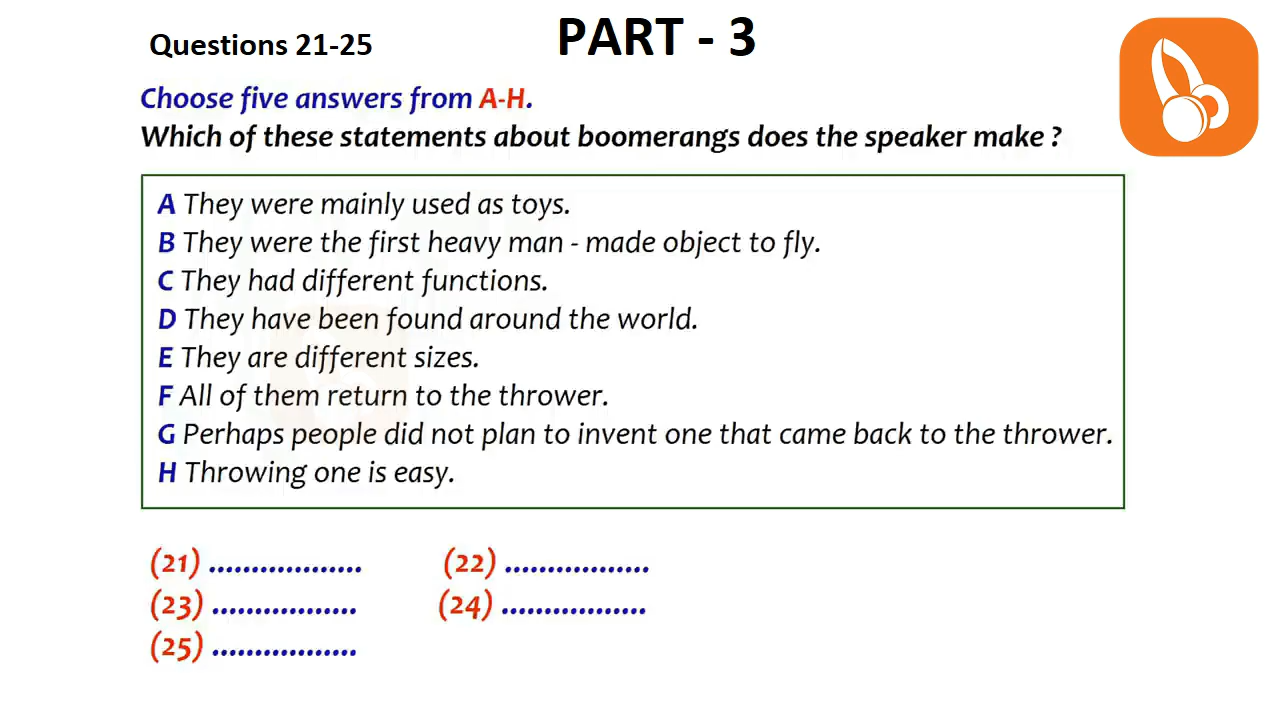 Questions 21-25
PART - 3
Choose five answers from A-H.
Which of these statements about boomerangs does the speaker make ?
A They were mainly used as toys.
B They were the first heavy man - made object to fly.
C They had different functions.
D They have been found around the world.
E They are different sizes.
F All of them return to the thrower.
G Perhaps people did not plan to invent one that came back to the thrower.
H Throwing one is easy.
(21) .................. (22) .................
(23) ................. (24) .................
(25) .................